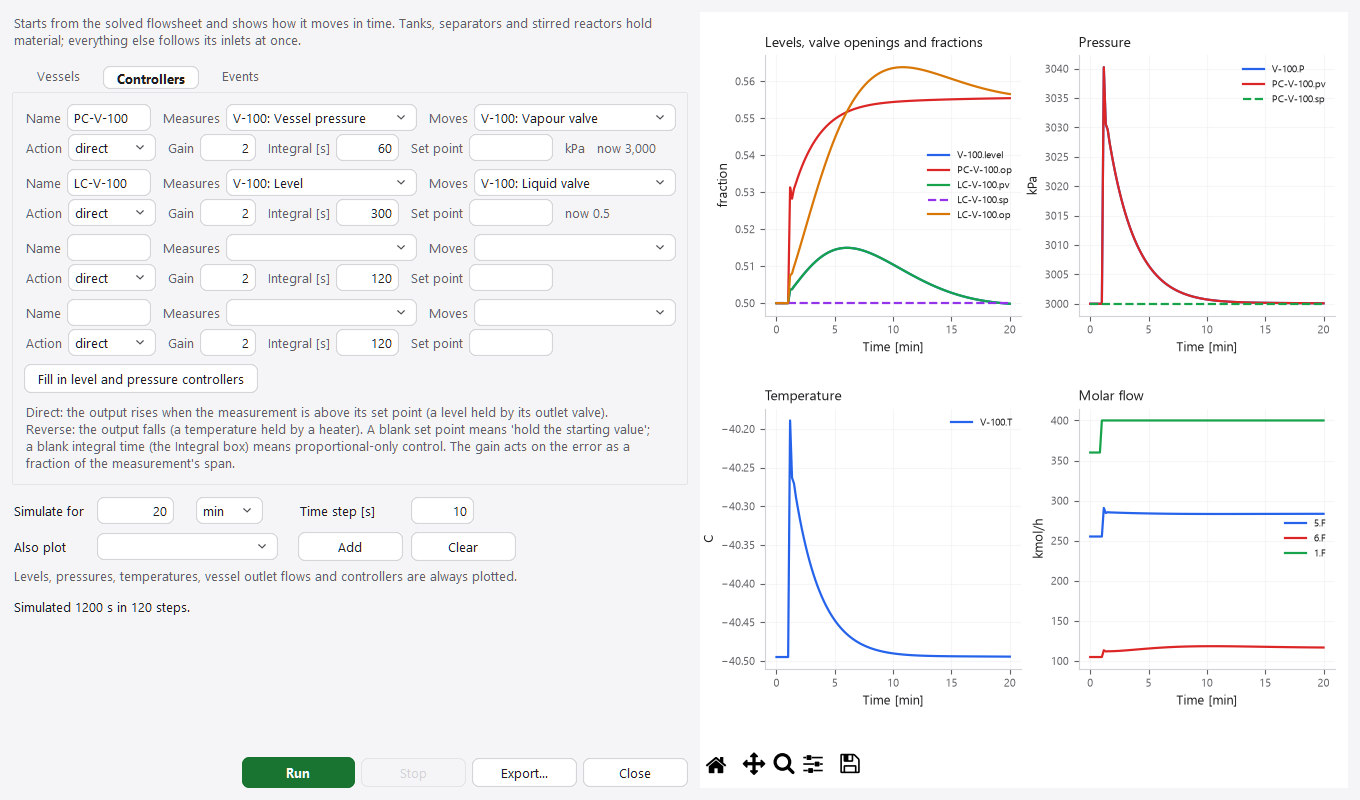 Starts from the solved flowsheet and shows how it moves in time. Tanks, separators and stirred reactors hold
material; everything else follows its inlets at once.
Vessels Controllers Events
Name PC-V-100 Measures V-100: Vessel pressure Moves V-100: Vapour valve
Action direct Gain 2 Integral [s] 60 Set point kPa now 3,000
Name LC-V-100 Measures V-100: Level Moves V-100: Liquid valve
Action direct Gain 2 Integral [s] 300 Set point now 0.5
Name Measures Moves
Action direct Gain 2 Integral [s] 120 Set point
Name Measures Moves
Action direct Gain 2 Integral [s] 120 Set point
Fill in level and pressure controllers
Direct: the output rises when the measurement is above its set point (a level held by its outlet valve).
Reverse: the output falls (a temperature held by a heater). A blank set point means 'hold the starting value';
a blank integral time (the Integral box) means proportional-only control. The gain acts on the error as a
fraction of the measurement's span.
Simulate for 20 min Time step [s] 10
Also plot Add Clear
Levels, pressures, temperatures, vessel outlet flows and controllers are always plotted.
Simulated 1200 s in 120 steps.
Run Stop Export... Close
Levels, valve openings and fractions
0.56
0.55
0.54
0.53
0.52
0.51
0.50
fraction
V-100.level
PC-V-100.op
LC-V-100.pv
LC-V-100.sp
LC-V-100.op
0 5 10 15 20
Time [min]
Pressure
3040
3035
3030
3025
3020
3015
3010
3005
3000
kPa
V-100.P
PC-V-100.pv
PC-V-100.sp
0 5 10 15 20
Time [min]
Temperature
−40.20
−40.25
−40.30
−40.35
−40.40
−40.45
−40.50
C
V-100.T
0 5 10 15 20
Time [min]
Molar flow
400
350
300
250
200
150
100
kmol/h
5.F
6.F
1.F
0 5 10 15 20
Time [min]